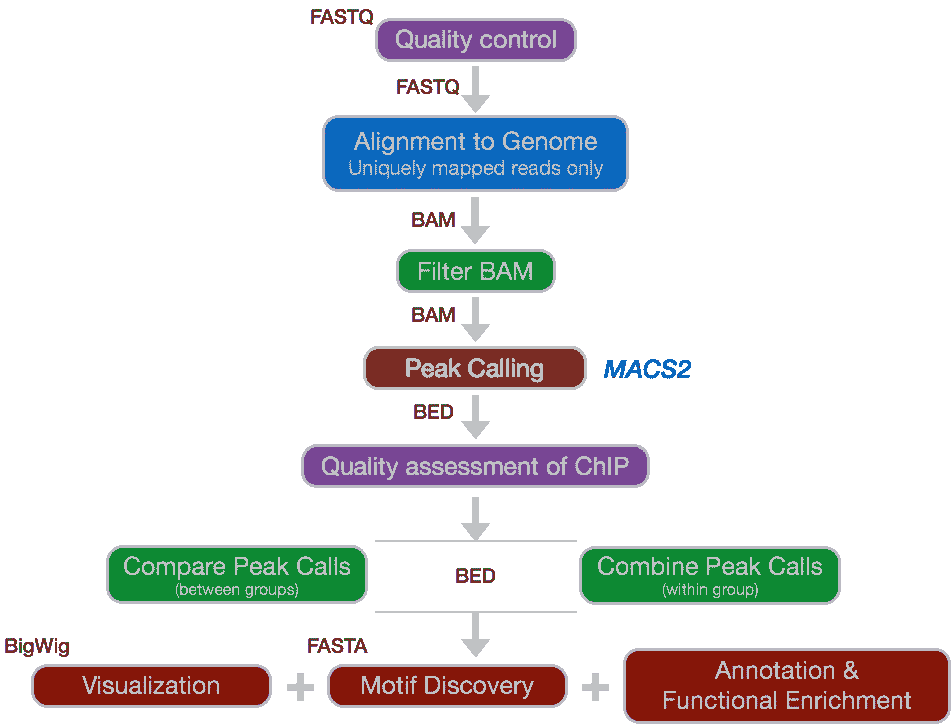 FASTQ
Quality control
FASTQ
Alignment to Genome
Uniquely mapped reads only
BAM
Filter BAM
BAM
Peak Calling
MACS2
BED
Quality assessment of ChIP
Compare Peak Calls
(between groups)
BED
Combine Peak Calls
(within group)
BigWig
Visualization
+
FASTA
Motif Discovery
+
Annotation &
Functional Enrichment